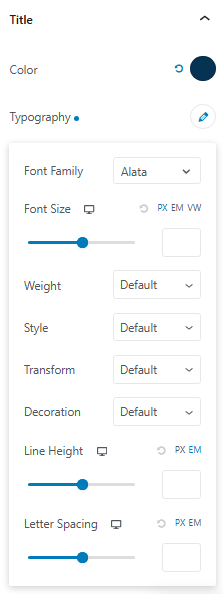 Title
Color
Typography
Font Family Alata
Font Size PX EM VW
Weight Default
Style Default
Transform Default
Decoration Default
Line Height PX EM
Letter Spacing PX EM